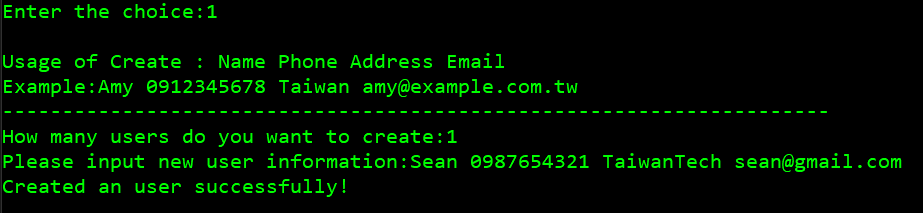 Enter the choice:1
Usage of Create : Name Phone Address Email
Example:Amy 0912345678 Taiwan amy@example.com.tw
----------------------------------------------------------------------
How many users do you want to create:1
Please input new user information:Sean 0987654321 TaiwanTech sean@gmail.com
Created an user successfully!